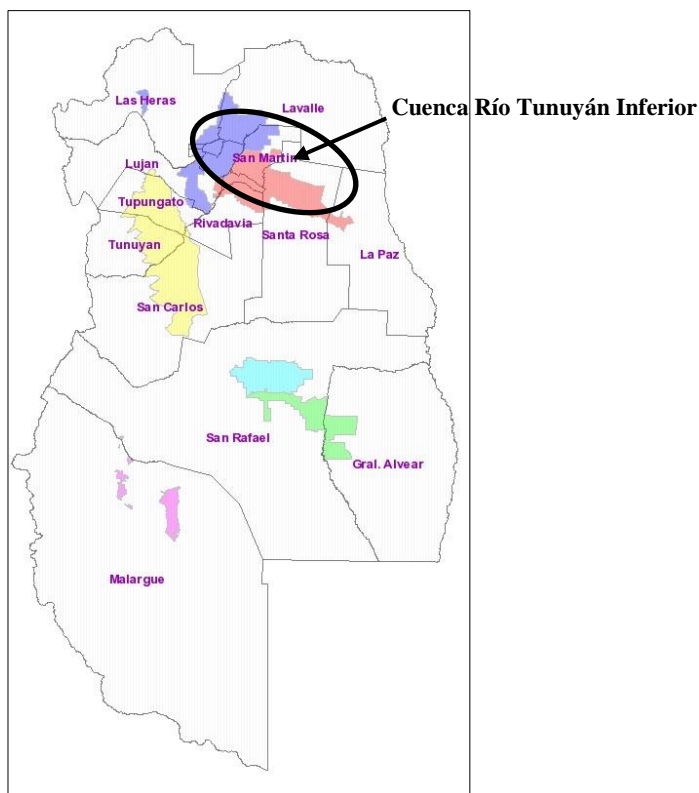 Las Heras
Lavalle
Cuenca Río Tunuyán Inferior
San Martin
Lujan
Tupungato
Rivadavia
Santa Rosa
Tunuyan
La Paz
San Carlos
San Rafael
Gral. Alvear
Malargue